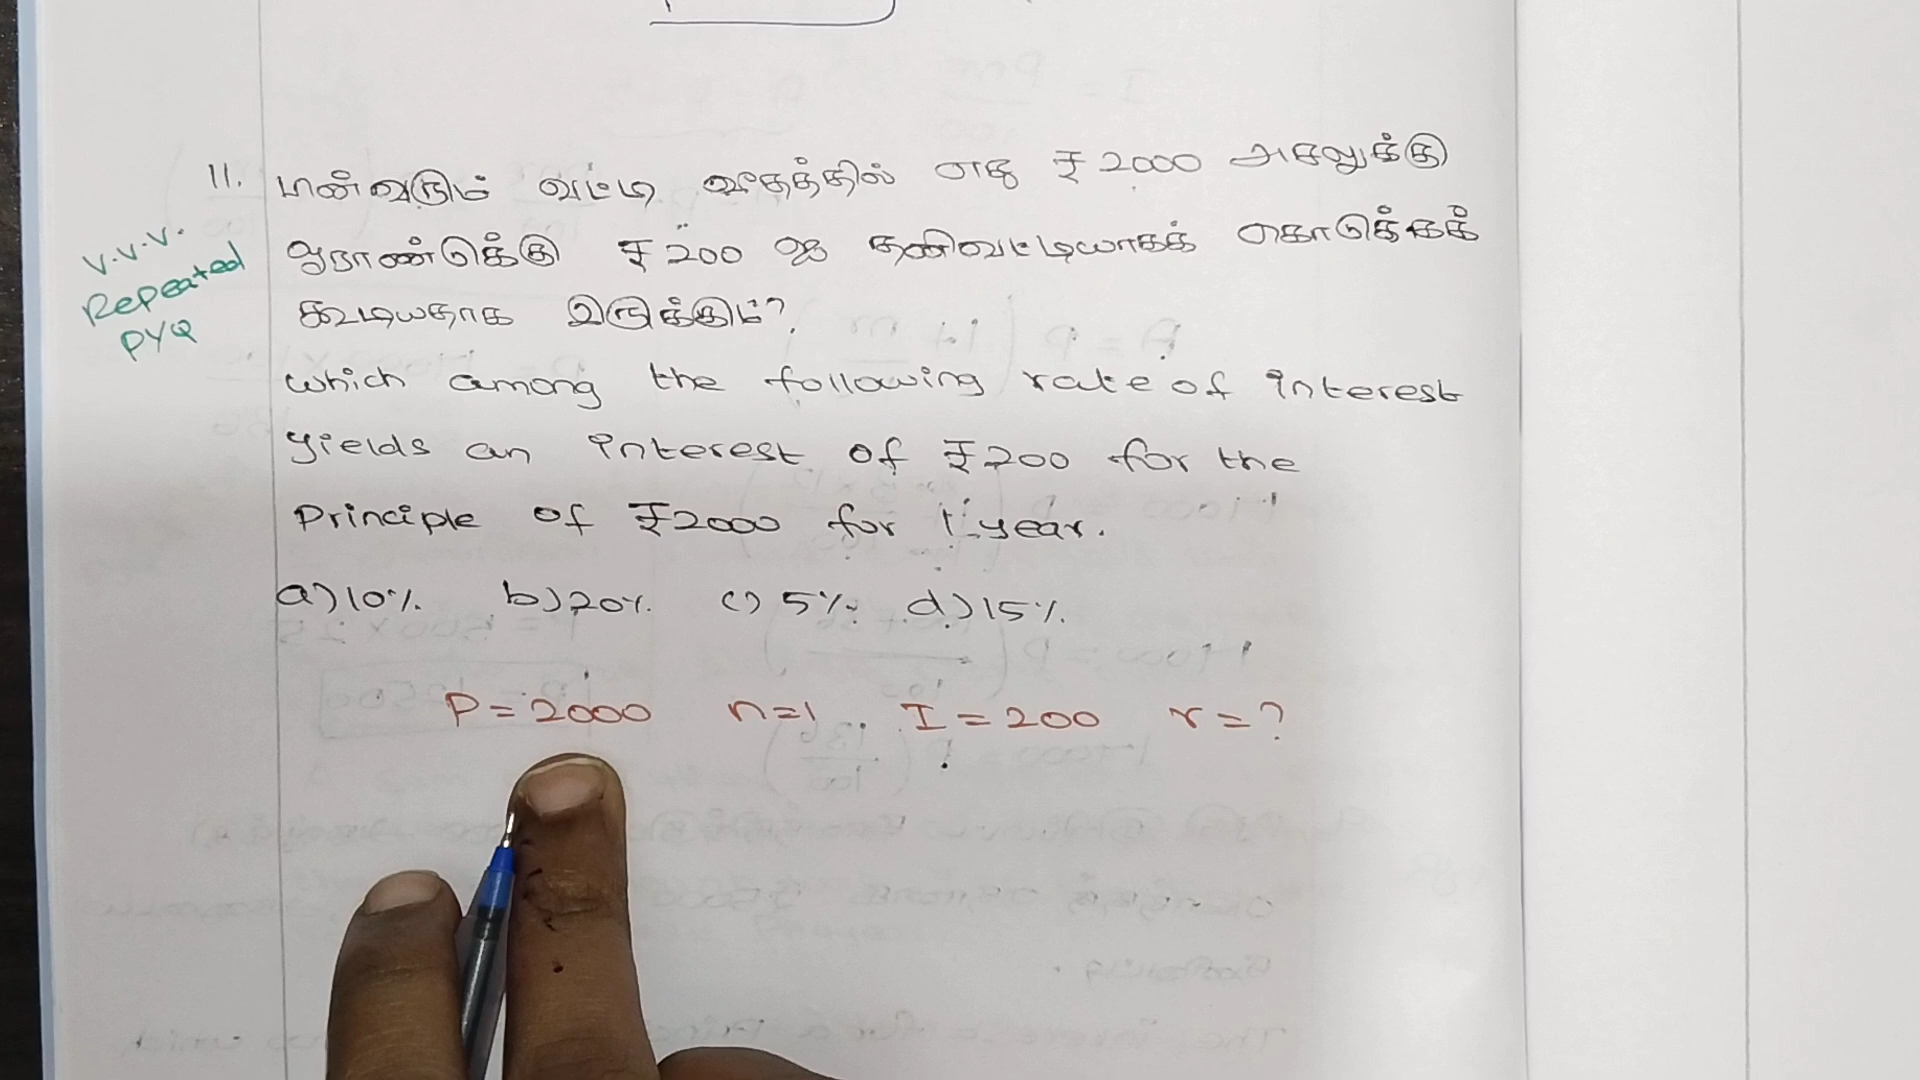 11. பின்வரும் வட்டி வீதத்தில் எது ₹2000 அசலுக்கு
ஓராண்டுக்கு ₹200 ஐ தனிவட்டியாகக் கொடுக்கக்
கூடியதாக இருக்கும்?
V.V.V.
Repeated
PYQ
which among the following rate of interest
yields an interest of ₹200 for the
Principle of ₹2000 for 1 year.
a) 10% b) 20% c) 5% d) 15%
P = 2000 n=1 I = 200 r = ?